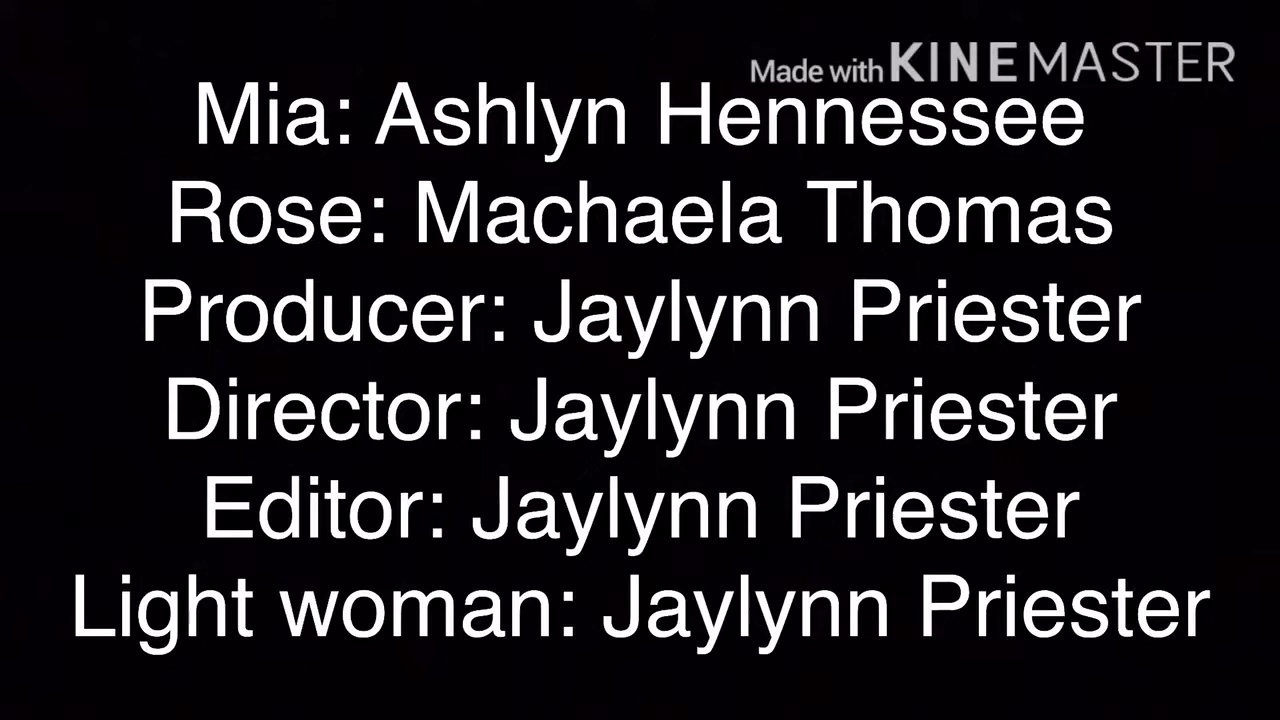 Made with KINEMASTER
Mia: Ashlyn Hennessee
Rose: Machaela Thomas
Producer: Jaylynn Priester
Director: Jaylynn Priester
Editor: Jaylynn Priester
Light woman: Jaylynn Priester